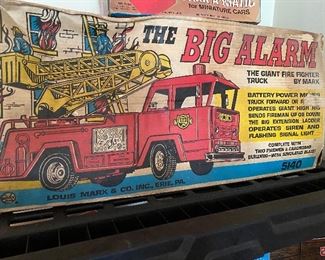 for MINIATURE CARS
THE BIG ALARM
THE GIANT FIRE FIGHTER
TRUCK BY MARX
BATTERY POWER
TRUCK FORWARD OR
OPERATES GIANT HIGH
SENDS FIREMAN UP OR DOWN
THE BIG EXTENSION LADDER
OPERATES SIREN AND
FLASHING SIGNAL LIGHT
COMPLETE WITH
TWO FIREMEN & CARDBOARD
BUILDING-WITH SIMULATED BLAZE!
5140
LOUIS MARX & CO. INC., ERIE, PA.